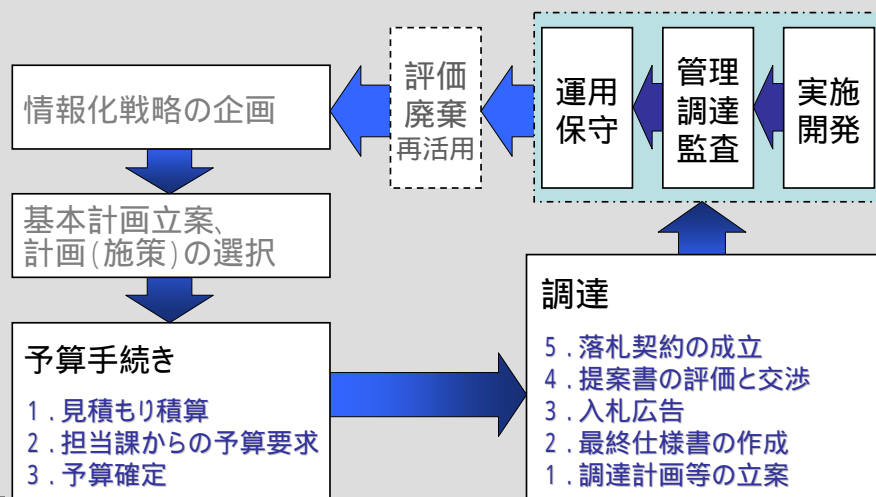 情報化戦略の企画
基本計画立案、
計画(施策)の選択
予算手続き
1．見積もり積算
2．担当課からの予算要求
3．予算確定
調達
5．落札契約の成立
4．提案書の評価と交渉
3．入札広告
2．最終仕様書の作成
1．調達計画等の立案
実施
開発
管理
調達
監査
運用
保守
評価
廃棄
再活用